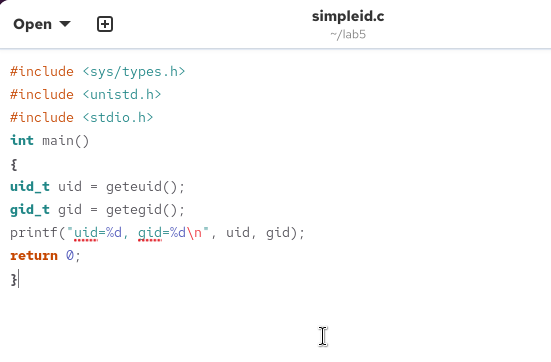 Open
simpleid.c
~/lab5
#include <sys/types.h>
#include <unistd.h>
#include <stdio.h>
int main()
{
uid_t uid = geteuid();
gid_t gid = getegid();
printf("uid=%d, gid=%d\n", uid, gid);
return 0;
}